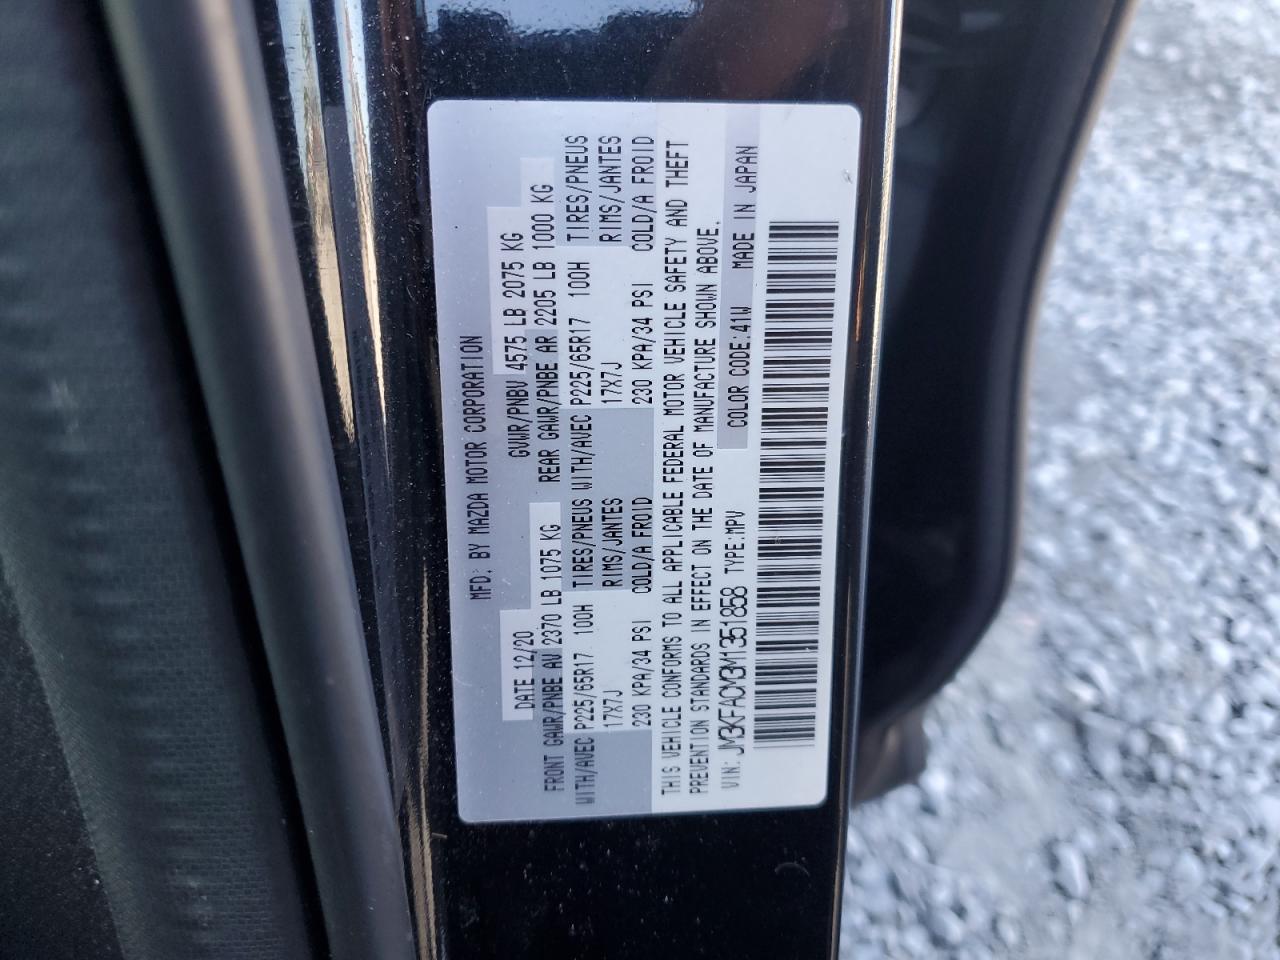 MFD. BY MAZDA MOTOR CORPORATION
DATE 12/20 GVWR/PNBV 4575 LB 2075 KG
FRONT GAWR/PNBE AV 2370 LB 1075 KG REAR GAWR/PNBE AR 2205 LB 1000 KG
WITH/AVEC P225/65R17 100H TIRES/PNEUS WITH/AVEC P225/65R17 100H TIRES/PNEUS
17X7J RIMS/JANTES 17X7J RIMS/JANTES
230 KPA/34 PSI COLD/A FROID 230 KPA/34 PSI COLD/A FROID
THIS VEHICLE CONFORMS TO ALL APPLICABLE FEDERAL MOTOR VEHICLE SAFETY AND THEFT
PREVENTION STANDARDS IN EFFECT ON THE DATE OF MANUFACTURE SHOWN ABOVE.
VIN: JM3KFACM3M1351858 TYPE:MPV COLOR CODE:41W MADE IN JAPAN